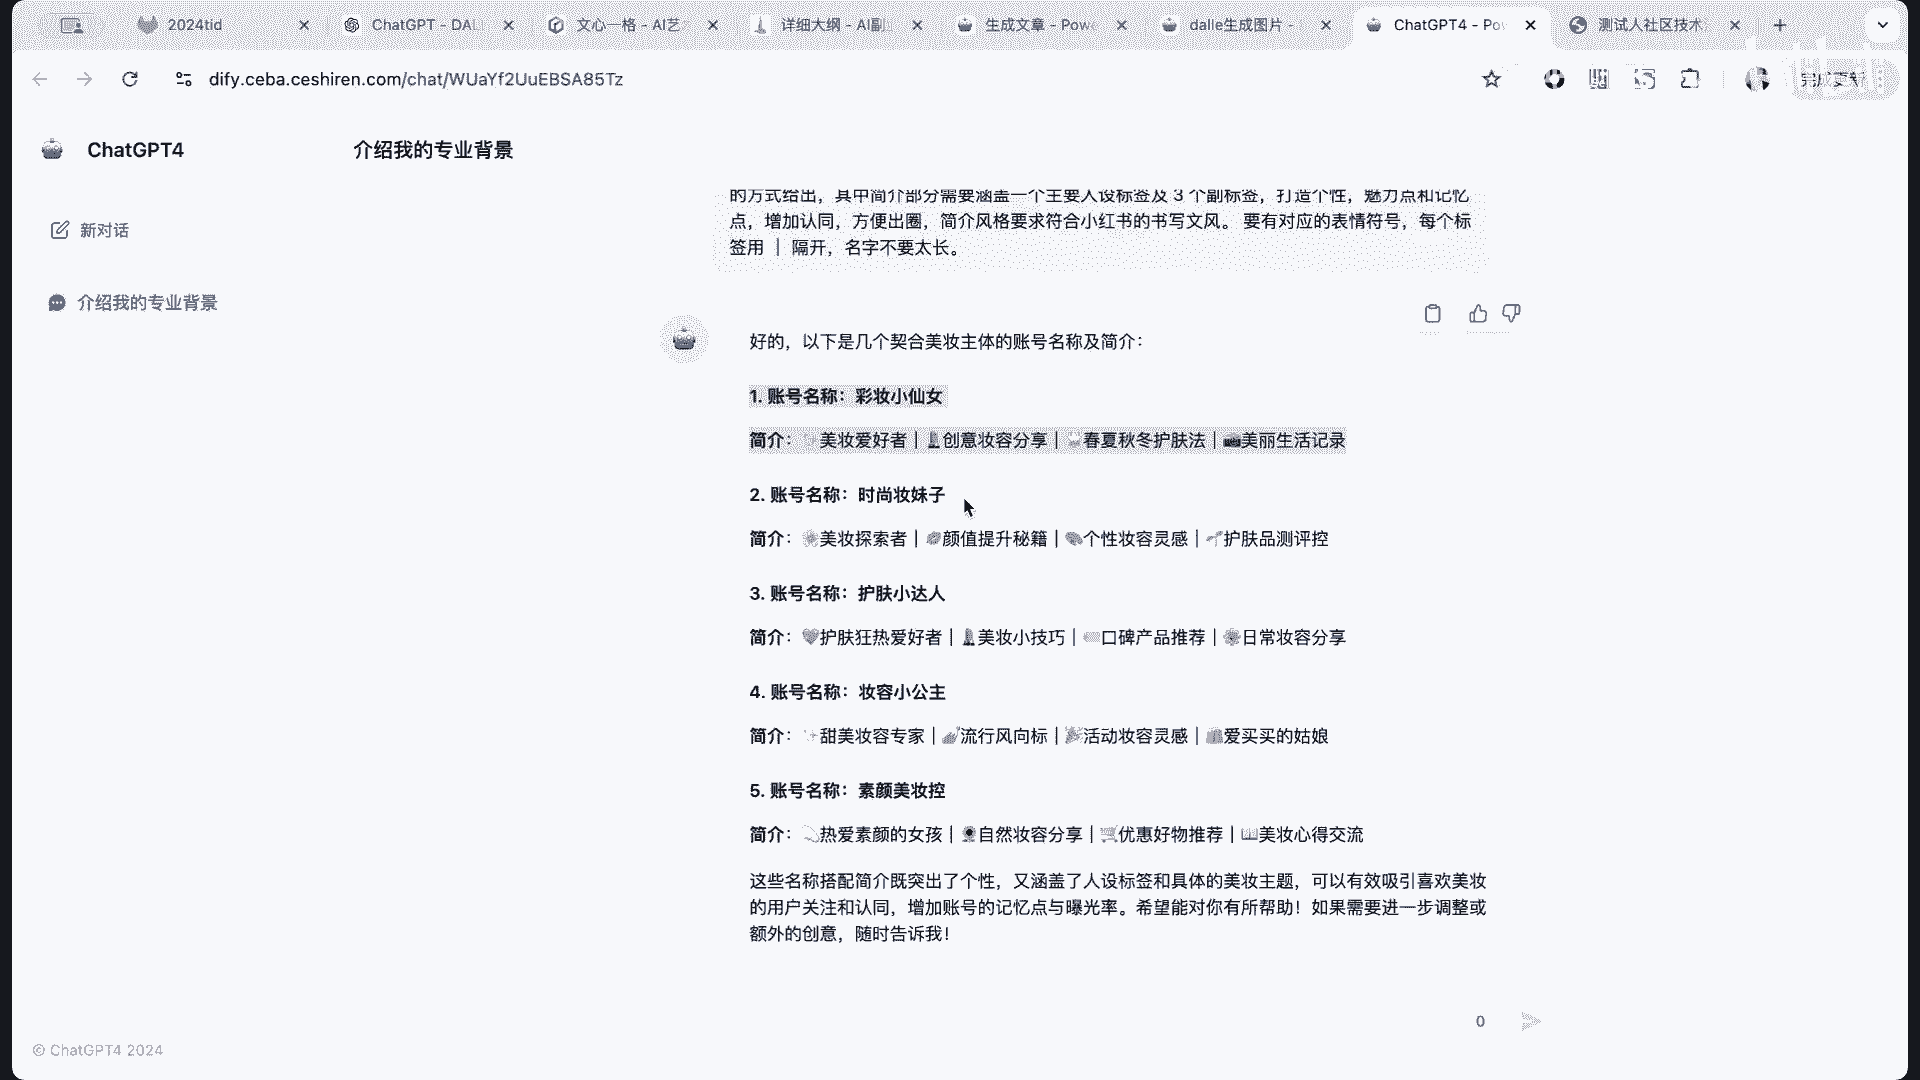 2024tid
ChatGPT - DAL
文心一格 - AI艺
详细大纲 - AI副
生成文章 - Powe
dalle生成图片 -
ChatGPT4 - Pow
测试人社区技术
dify.ceba.ceshiren.com/chat/WUaYf2UuEBSA85Tz
完成更新
ChatGPT4
介绍我的专业背景
新对话
介绍我的专业背景
的方式给出，其中简介部分需要涵盖一个主要人设标签及 3 个副标签，打造个性，魅力点和记忆
点，增加认同，方便出圈，简介风格要求符合小红书的书写文风。 要有对应的表情符号，每个标
签用 ｜ 隔开，名字不要太长。
好的，以下是几个契合美妆主体的账号名称及简介：
1. 账号名称：彩妆小仙女
简介：美妆爱好者｜创意妆容分享｜春夏秋冬护肤法｜美丽生活记录
2. 账号名称：时尚妆妹子
简介：美妆探索者｜颜值提升秘籍｜个性妆容灵感｜护肤品测评控
3. 账号名称：护肤小达人
简介：护肤狂热爱好者｜美妆小技巧｜口碑产品推荐｜日常妆容分享
4. 账号名称：妆容小公主
简介：甜美妆容专家｜流行风向标｜活动妆容灵感｜爱买买的姑娘
5. 账号名称：素颜美妆控
简介：热爱素颜的女孩｜自然妆容分享｜优惠好物推荐｜美妆心得交流
这些名称搭配简介既突出了个性，又涵盖了人设标签和具体的美妆主题，可以有效吸引喜欢美妆
的用户关注和认同，增加账号的记忆点与曝光率。希望能对你有所帮助！如果需要进一步调整或
额外的创意，随时告诉我！
0
© ChatGPT4 2024